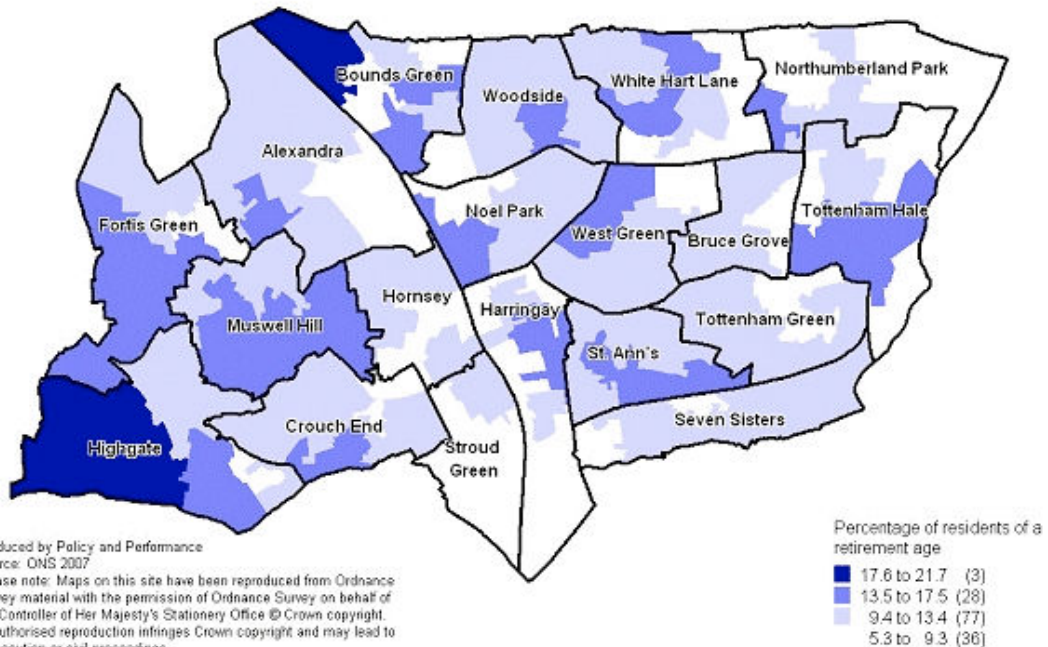 Bounds Green
Woodside
White Hart Lane
Northumberland Park
Alexandra
Fortis Green
Noel Park
West Green
Bruce Grove
Tottenham Hale
Muswell Hill
Hornsey
Harringay
St. Ann's
Tottenham Green
Highgate
Crouch End
Stroud
Green
Seven Sisters
duced by Policy and Performance
rce: ONS 2007
se note: Maps on this site have been reproduced from Ordnance
vey material with the permission of Ordnance Survey on behalf of
Controller of Her Majesty's Stationery Office © Crown copyright.
uthorised reproduction infringes Crown copyright and may lead to
Percentage of residents of a
retirement age
17.6 to 21.7 (3)
13.5 to 17.5 (28)
9.4 to 13.4 (77)
5.3 to 9.3 (36)